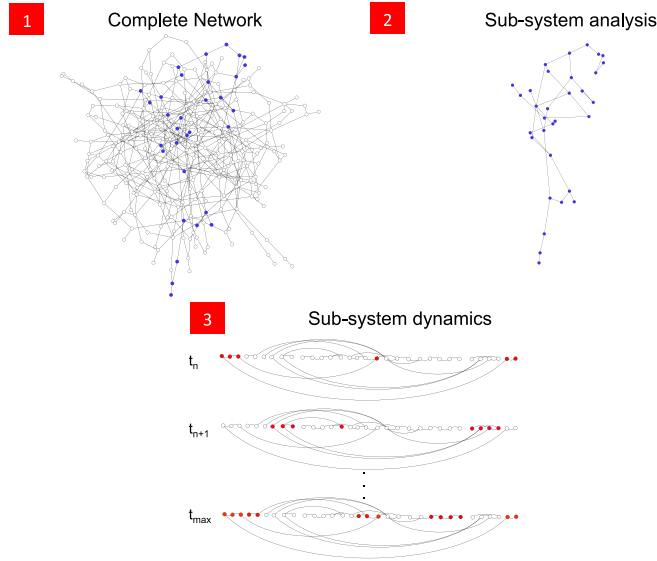 1 Complete Network
2 Sub-system analysis
3 Sub-system dynamics
tn
tn+1
tmax